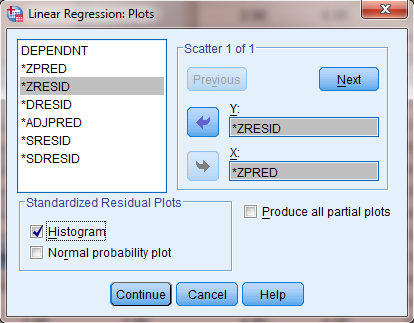 Linear Regression: Plots
DEPENDNT
*ZPRED
*ZRESID
*DRESID
*ADJPRED
*SRESID
*SDRESID
Scatter 1 of 1
Previous
Next
Y:
*ZRESID
X:
*ZPRED
Standardized Residual Plots
Histogram
Normal probability plot
Produce all partial plots
Continue
Cancel
Help